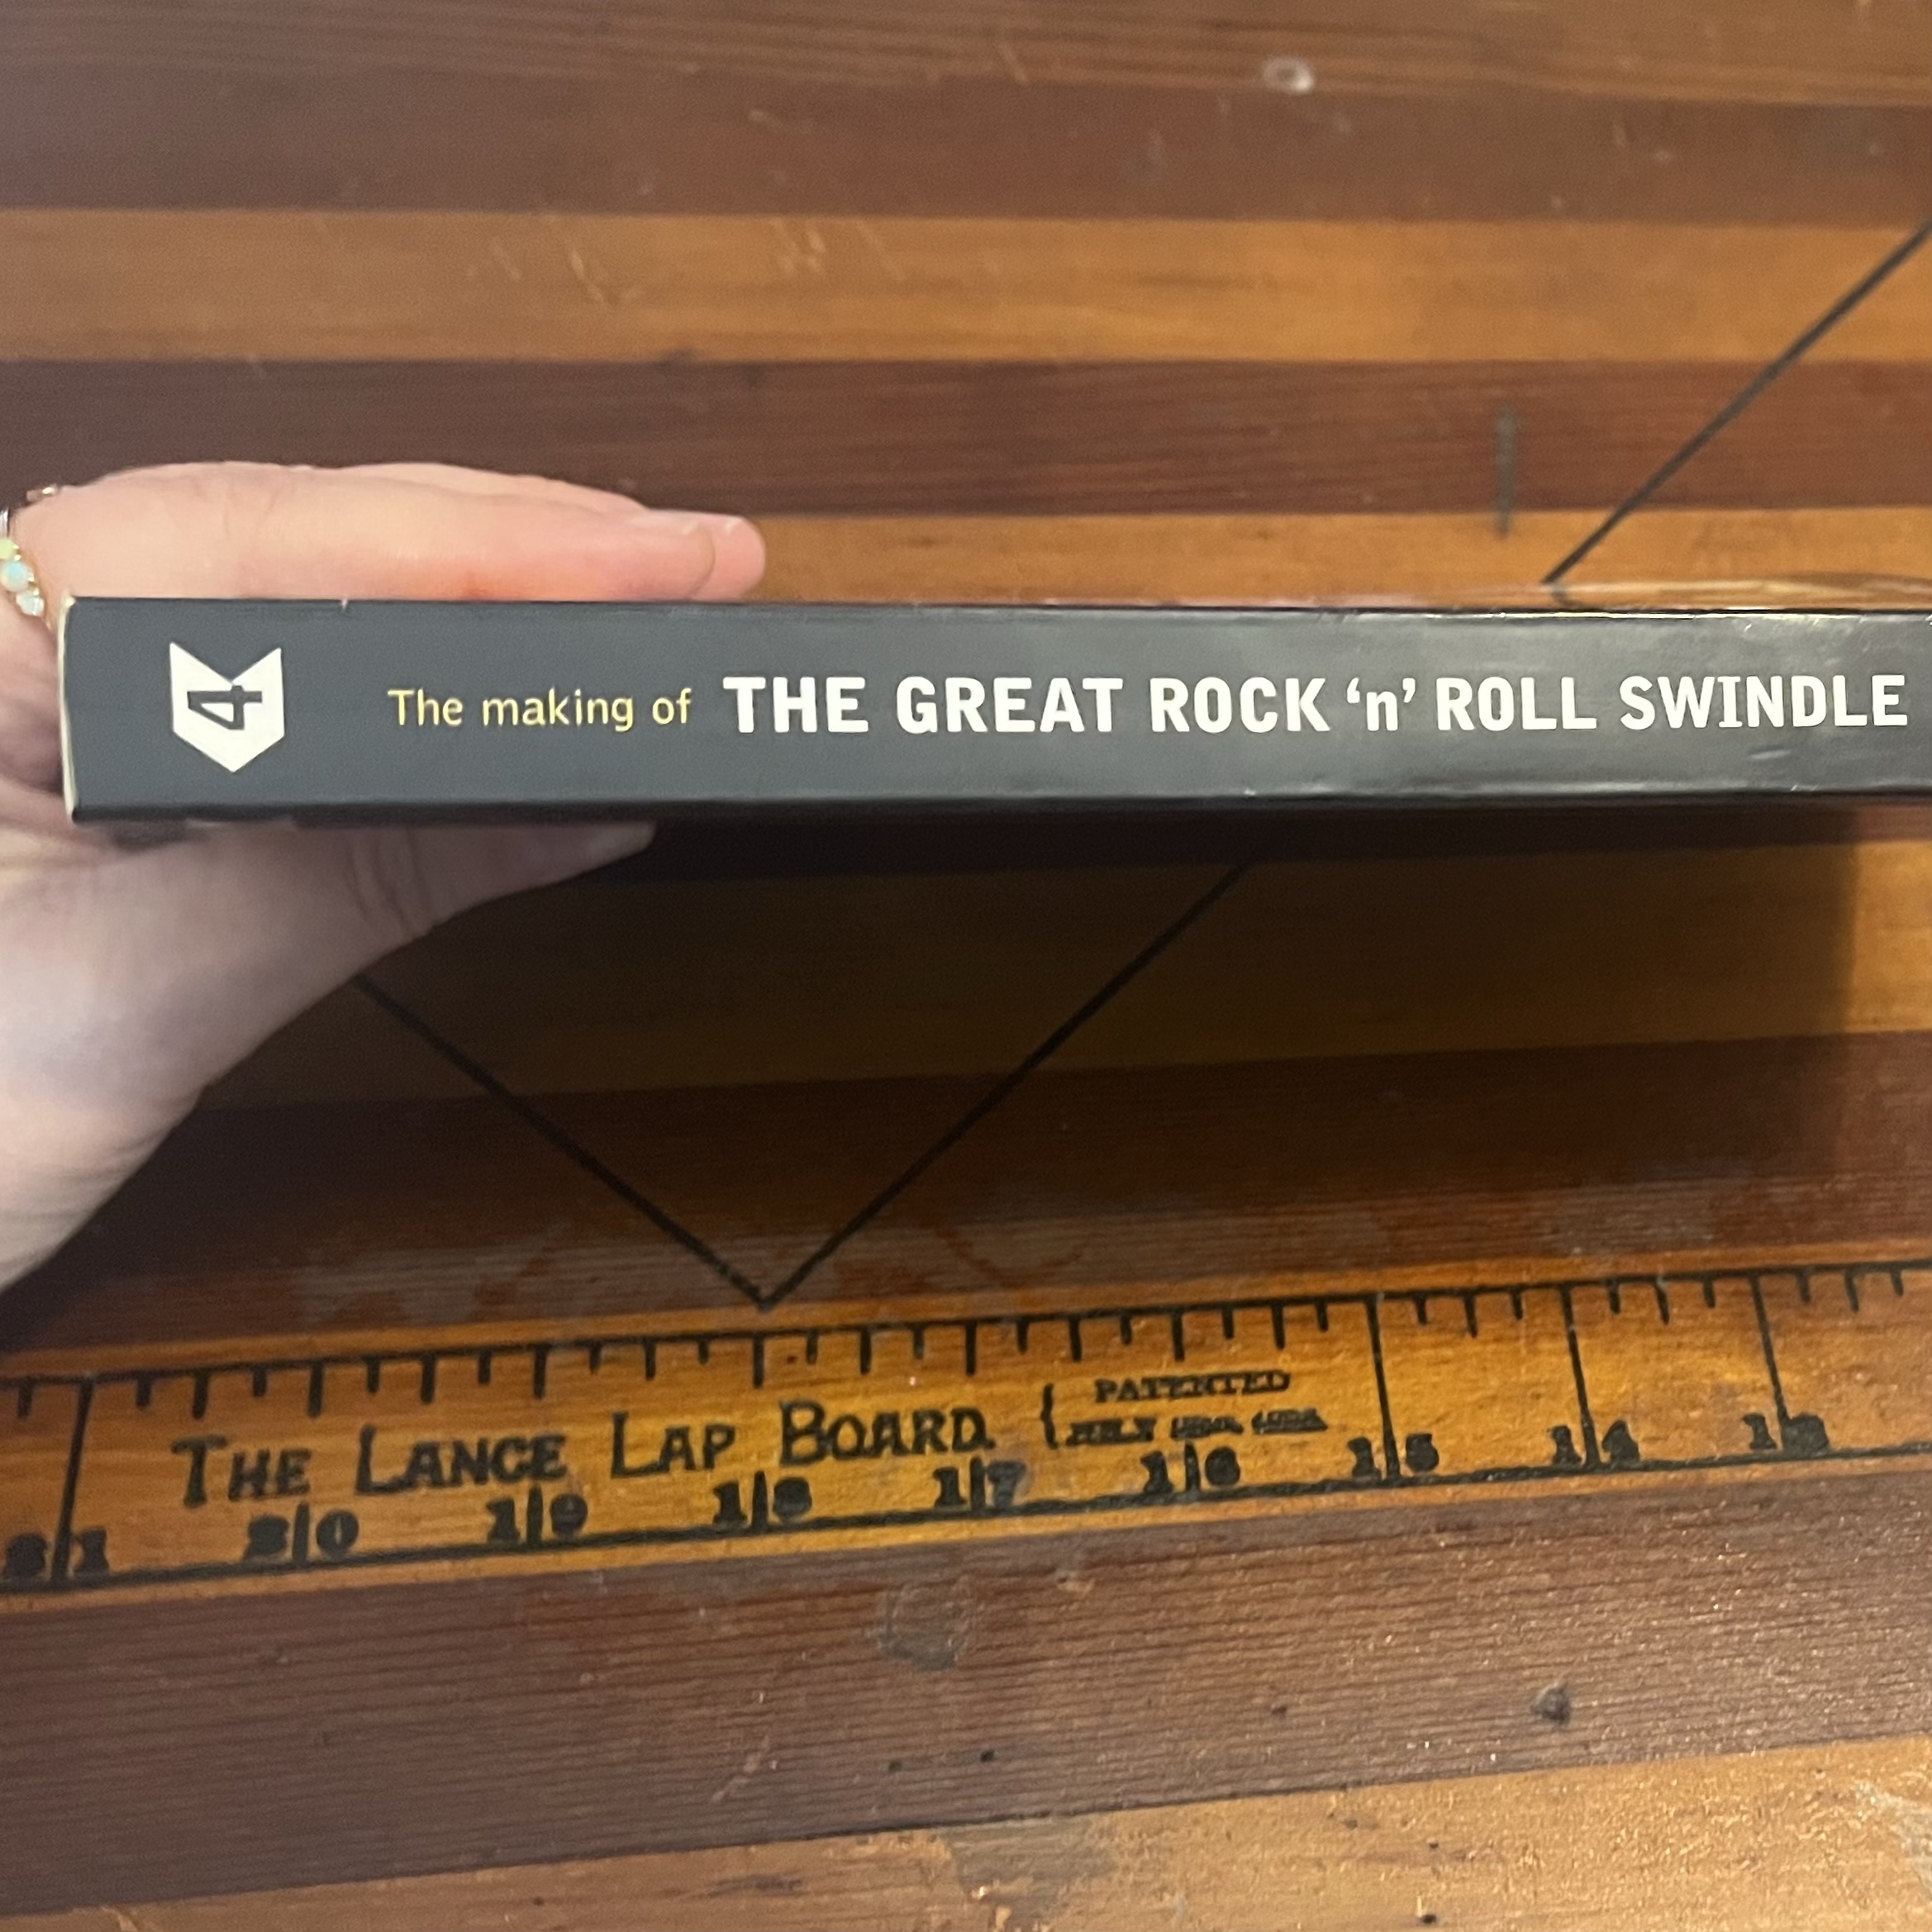 4
The making of THE GREAT ROCK ‘n’ ROLL SWINDLE
THE LANCE LAP BOARD { PATENTED
21 20 19 18 17 16 15 14 13